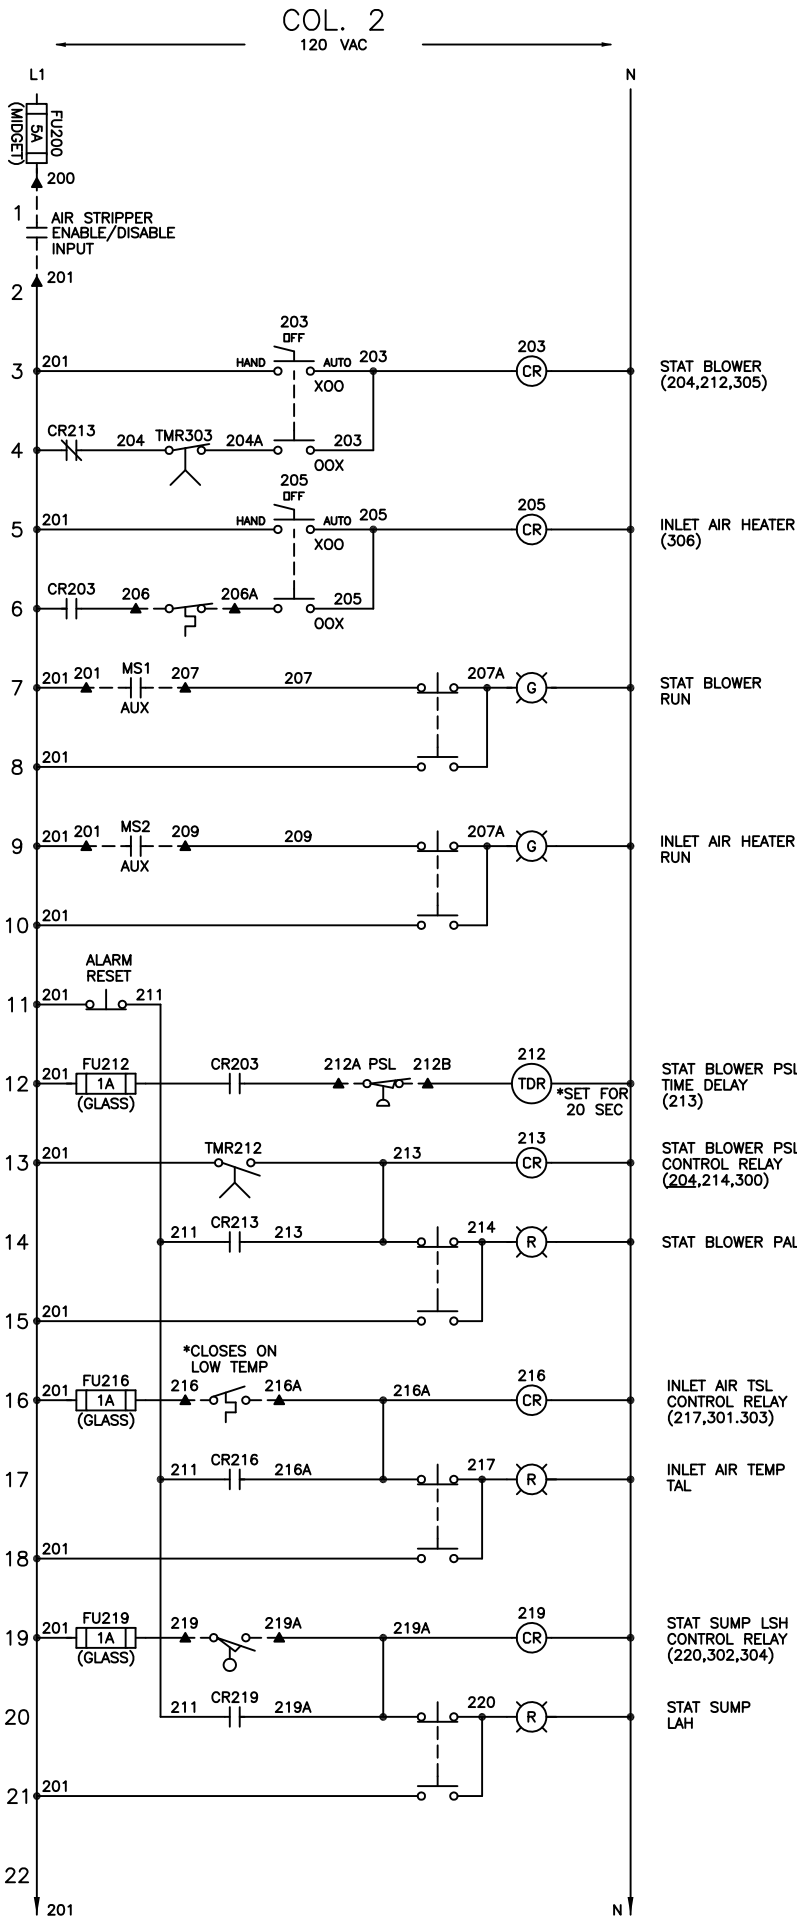 COL. 2
120 VAC
L1
N
FU200
5A
(MIDGET)
200
1
AIR STRIPPER
ENABLE/DISABLE
INPUT
201
2
203
OFF
3
201
HAND
AUTO
203
XOO
203
CR
STAT BLOWER
(204,212,305)
4
CR213
204
TMR303
204A
203
OOX
205
OFF
5
201
HAND
AUTO
205
XOO
205
CR
INLET AIR HEATER
(306)
6
CR203
206
206A
205
OOX
7
201
201
MS1
AUX
207
207
207A
G
STAT BLOWER
RUN
8
201
9
201
201
MS2
AUX
209
209
207A
G
INLET AIR HEATER
RUN
10
201
ALARM
RESET
11
201
211
12
201
FU212
1A
(GLASS)
CR203
212A
PSL
212B
212
TDR
*SET FOR
20 SEC
STAT BLOWER PSL
TIME DELAY
(213)
13
201
TMR212
213
213
CR
STAT BLOWER PSL
CONTROL RELAY
(204,214,300)
14
211
CR213
213
214
R
STAT BLOWER PAL
15
201
*CLOSES ON
LOW TEMP
16
201
FU216
1A
(GLASS)
216
216A
216A
216
CR
INLET AIR TSL
CONTROL RELAY
(217,301.303)
17
211
CR216
216A
217
R
INLET AIR TEMP
TAL
18
201
19
201
FU219
1A
(GLASS)
219
219A
219A
219
CR
STAT SUMP LSH
CONTROL RELAY
(220,302,304)
20
211
CR219
219A
220
R
STAT SUMP
LAH
21
201
22
201
N